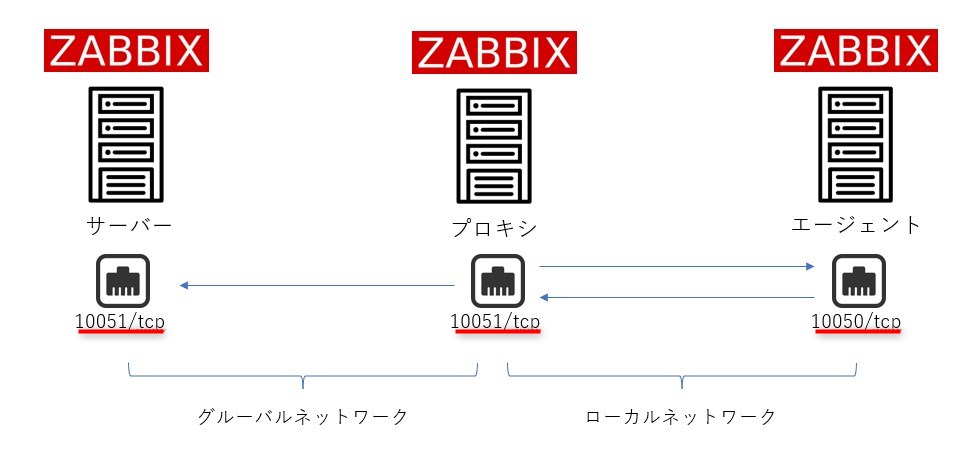 ZABBIX
ZABBIX
ZABBIX
サーバー
プロキシ
エージェント
10051/tcp
10051/tcp
10050/tcp
グルーバルネットワーク
ローカルネットワーク